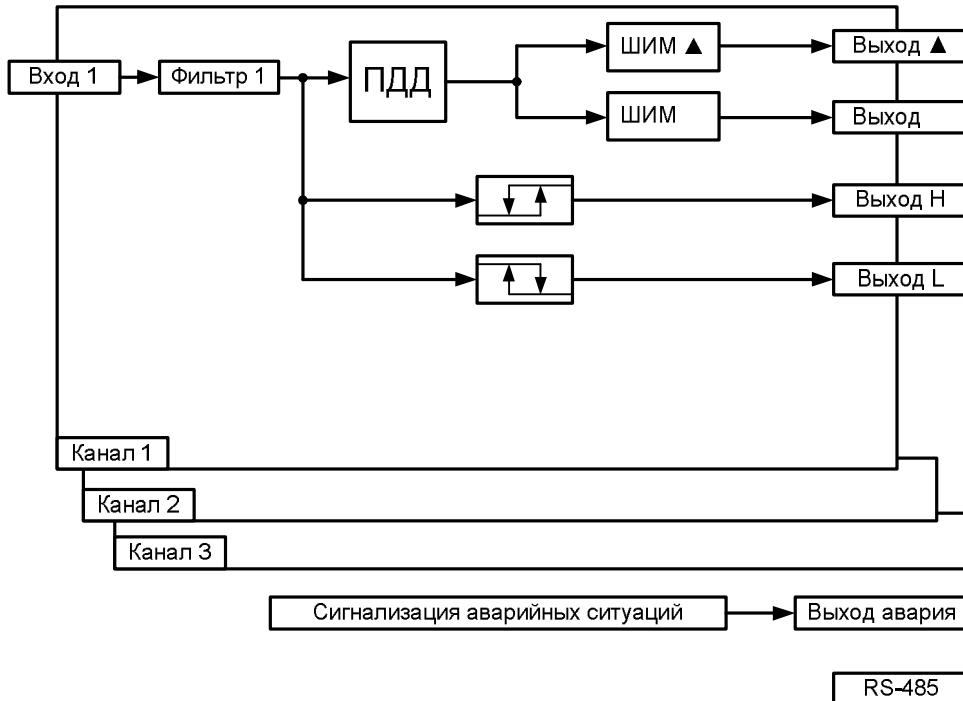 ШИМ ▲
Выход ▲
Вход 1
Фильтр 1
ПДД
ШИМ
Выход
Выход H
Выход L
Канал 1
Канал 2
Канал 3
Сигнализация аварийных ситуаций
Выход авария
RS-485